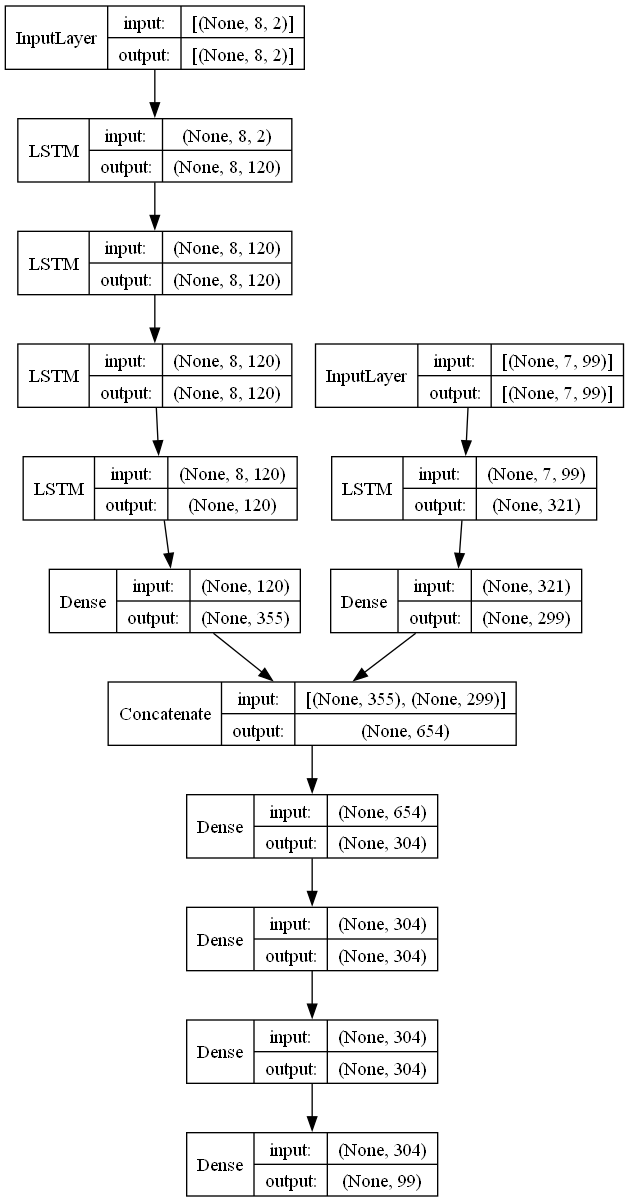 InputLayer input: [(None, 8, 2)]
output: [(None, 8, 2)]
LSTM input: (None, 8, 2)
output: (None, 8, 120)
LSTM input: (None, 8, 120)
output: (None, 8, 120)
LSTM input: (None, 8, 120)
output: (None, 8, 120)
InputLayer input: [(None, 7, 99)]
output: [(None, 7, 99)]
LSTM input: (None, 8, 120)
output: (None, 120)
LSTM input: (None, 7, 99)
output: (None, 321)
Dense input: (None, 120)
output: (None, 355)
Dense input: (None, 321)
output: (None, 299)
Concatenate input: [(None, 355), (None, 299)]
output: (None, 654)
Dense input: (None, 654)
output: (None, 304)
Dense input: (None, 304)
output: (None, 304)
Dense input: (None, 304)
output: (None, 304)
Dense input: (None, 304)
output: (None, 99)